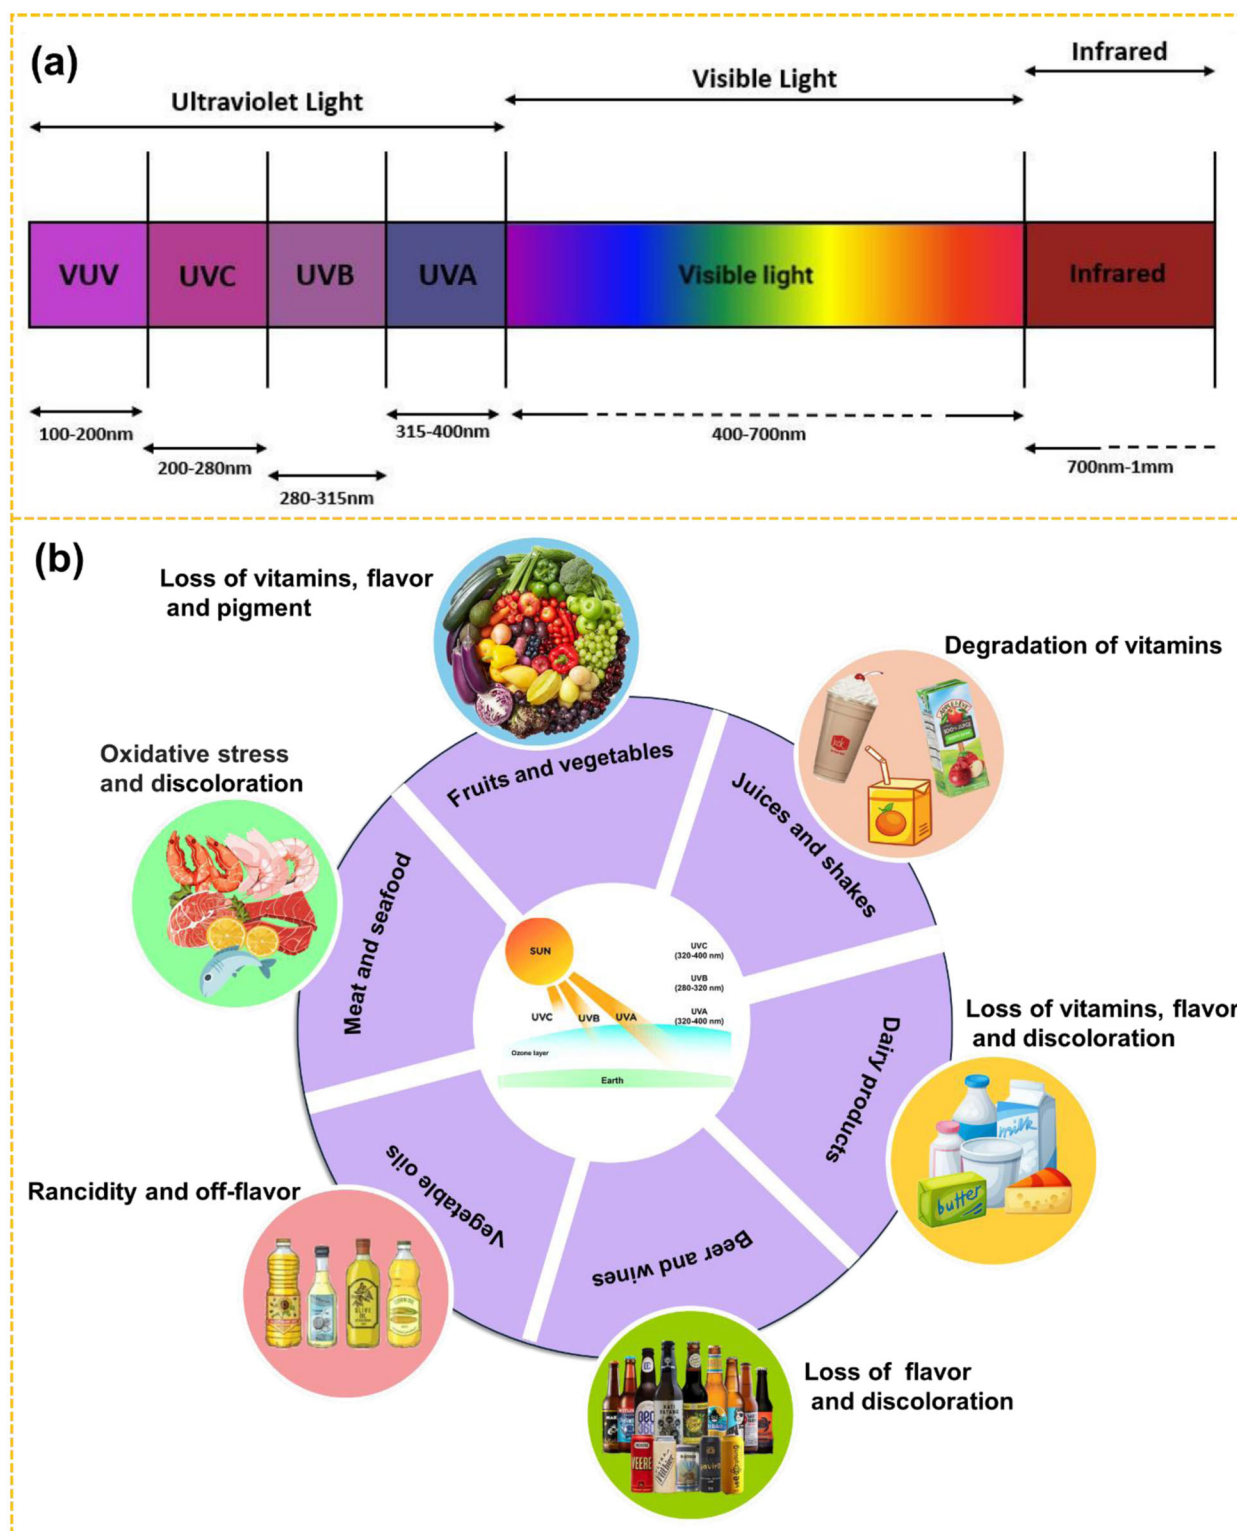 (a)
Infrared
Visible Light
Ultraviolet Light
VUV
UVC
UVB
UVA
Visible light
Infrared
100-200nm
200-280nm
280-315nm
315-400nm
400-700nm
700nm-1mm
(b)
Loss of vitamins, flavor
and pigment
Degradation of vitamins
Oxidative stress
and discoloration
Fruits and vegetables
Juices and shakes
Meat and seafood
SUN
UVC
(320-400 nm)
UVB
(280-320 nm)
UVA
(320-400 nm)
UVC
UVB
UVA
Ozone layer
Earth
Loss of vitamins, flavor
and discoloration
Dairy products
milk
butter
Vegetable oils
Rancidity and off-flavor
Beer and wines
OLIVE
OIL
VEERE
Loss of flavor
and discoloration